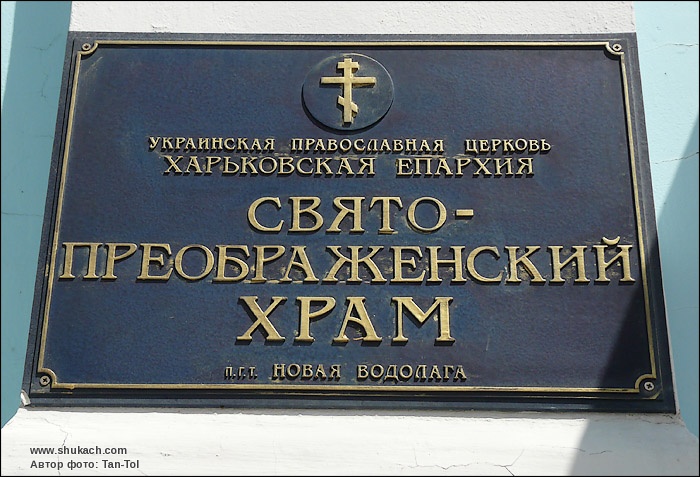 УКРАИНСКАЯ ПРАВОСЛАВНАЯ ЦЕРКОВЬ
ХАРЬКОВСКАЯ ЕПАРХИЯ
СВЯТО-
ПРЕОБРАЖЕНСКИЙ
ХРАМ
П.Г.Т. НОВАЯ ВОДОЛАГА
www.shukach.com
Автор фото: Tan-Tol